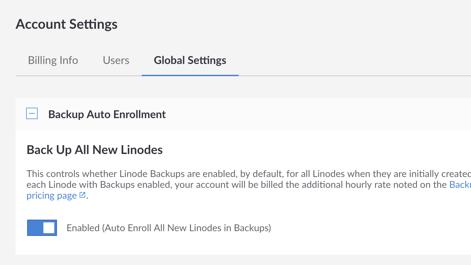 Account Settings
Billing Info Users Global Settings
Backup Auto Enrollment
Back Up All New Linodes
This controls whether Linode Backups are enabled, by default, for all Linodes when they are initially created
each Linode with Backups enabled, your account will be billed the additional hourly rate noted on the
pricing page.
Enabled (Auto Enroll All New Linodes in Backups)